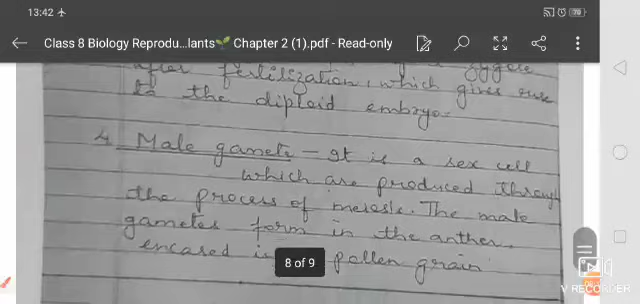 13:42
Class 8 Biology Reprodu...lants🌿 Chapter 2 (1).pdf - Read-only
after fertilization, which gives rise
to the diploid embryo.
4 Male gamete - It is a sex cell
which are produced through
the process of meiosis. The male
gametes form in the anther,
encased in pollen grain
8 of 9
V RECORDER